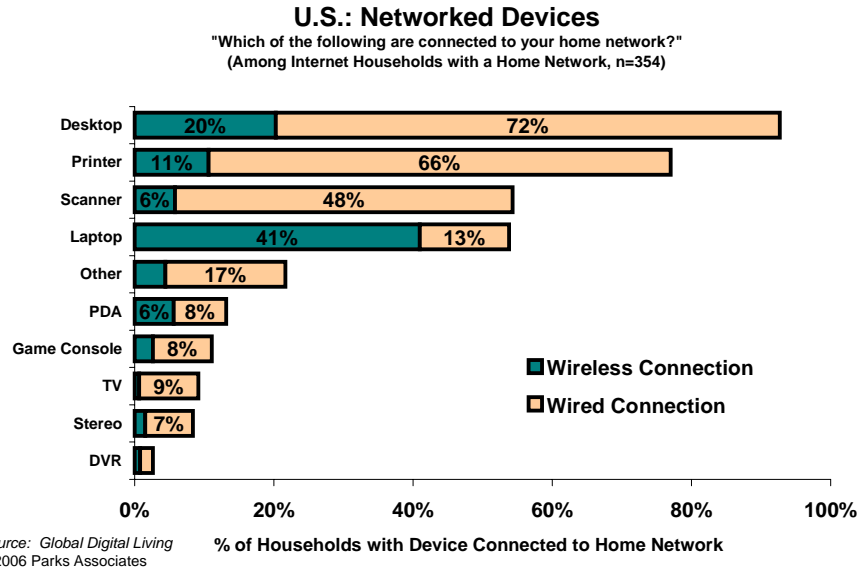 U.S.: Networked Devices
"Which of the following are connected to your home network?"
(Among Internet Households with a Home Network, n=354)
Desktop 20% 72%
Printer 11% 66%
Scanner 6% 48%
Laptop 41% 13%
Other 17%
PDA 6% 8%
Game Console 8%
Wireless Connection
TV 9%
Wired Connection
Stereo 7%
DVR
0% 20% 40% 60% 80% 100%
% of Households with Device Connected to Home Network
urce: Global Digital Living
2006 Parks Associates